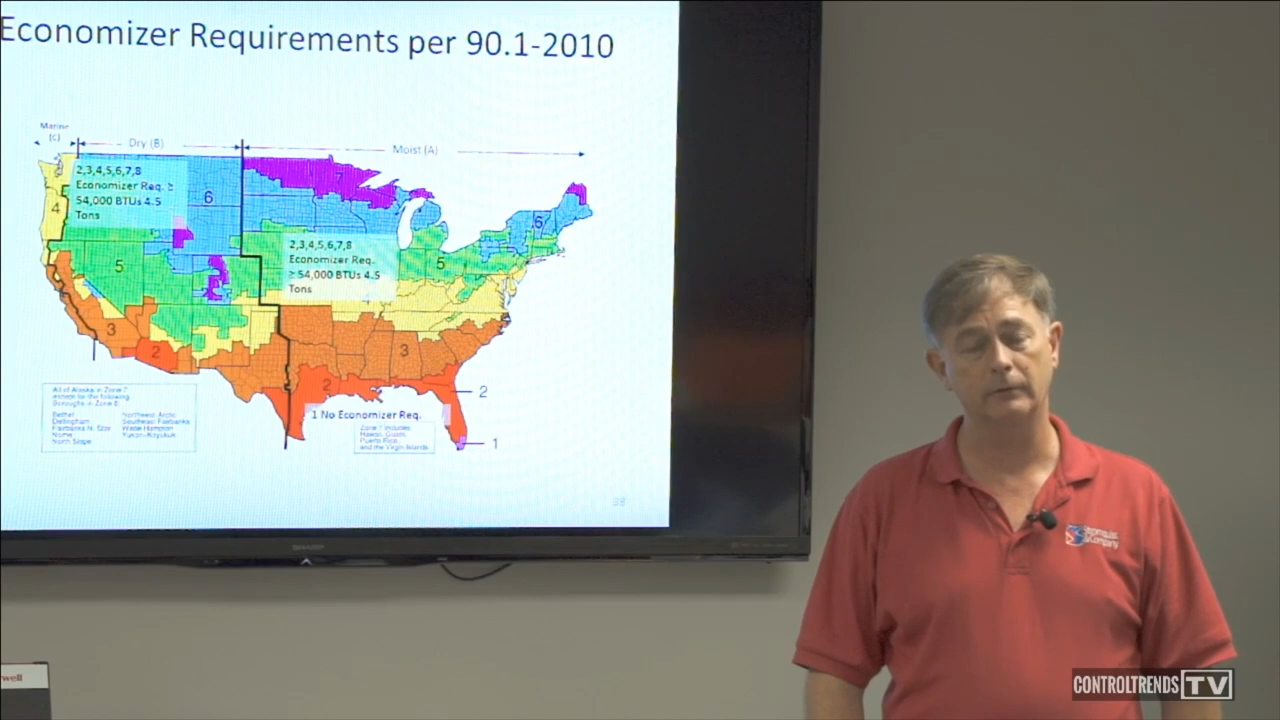 Economizer Requirements per 90.1-2010
Marine
(C)
Dry (B)
Moist (A)
2,3,4,5,6,7,8
Economizer Req. ≥
54,000 BTUs 4.5
Tons
6
7
4
6
2,3,4,5,6,7,8
Economizer Req.
≥ 54,000 BTUs 4.5
Tons
5
5
3
2
3
2
2
1 No Economizer Req.
1
All of Alaska in Zone 7
except for the following
Boroughs in Zone 8:
Bethel Northwest Arctic
Dellingham Southeast Fairbanks
Fairbanks N. Star Wade Hampton
Nome Yukon-Koyukuk
North Slope
Zone 1 includes
Hawaii, Guam,
Puerto Rico,
and the Virgin Islands
38
SHARP
Stromquist
& Company
CONTROLTRENDS TV
well